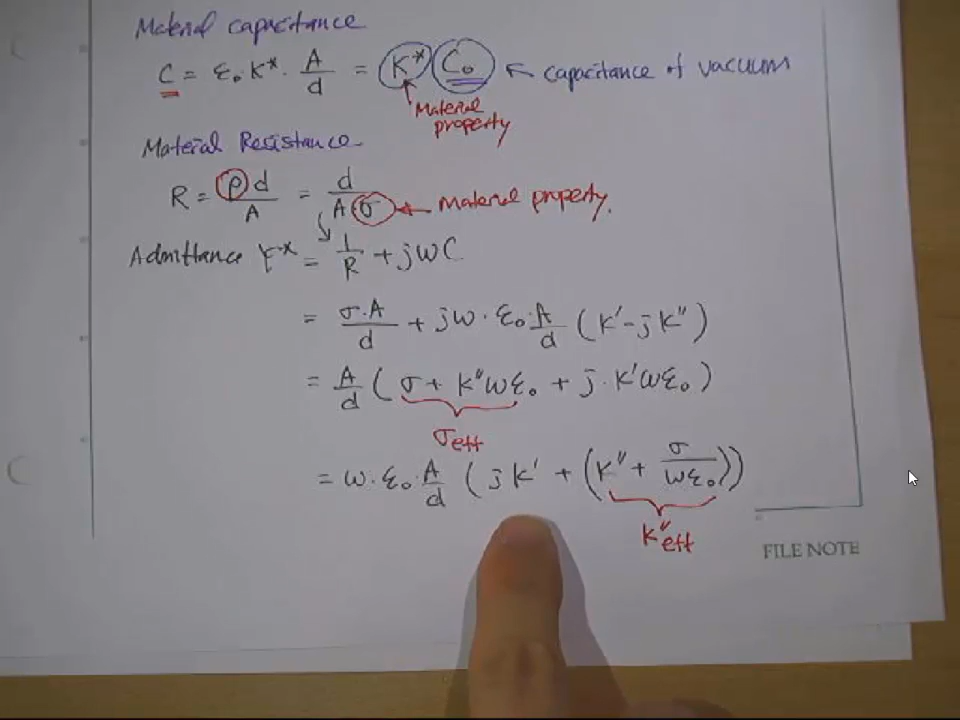 Material capacitance
C = ε₀ K* · A/d = K* C₀ ← capacitance of vacuum
Material property
Material Resistance
R = ρd/A = d/Aσ ← Material property.
Admittance Y* = 1/R + jωC
= σ·A/d + jω·ε₀·A/d (K' - jK'')
= A/d (σ + K''ωε₀ + j·K'ωε₀)
σeff
= ω·ε₀·A/d (jK' + (K'' + σ/ωε₀))
K''eff
FILE NOTE